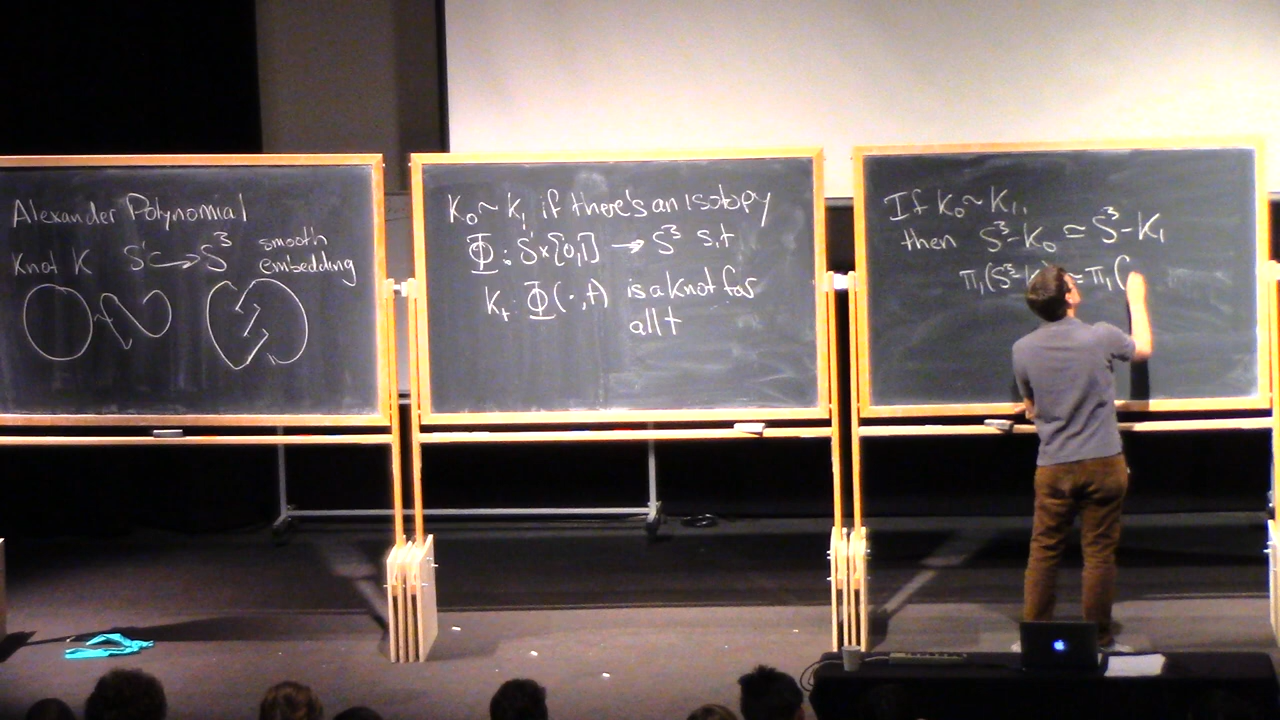 Alexander Polynomial
Knot K S¹ ↪ S³ smooth embedding
K₀ ~ K₁ if there's an isotopy
Φ : S¹×[0,1] → S³ s.t
Kₜ : Φ(·,t) is a knot for
all t
If K₀ ~ K₁,
then S³-K₀ ≃ S³-K₁
π₁(S³-K ≃ π₁(